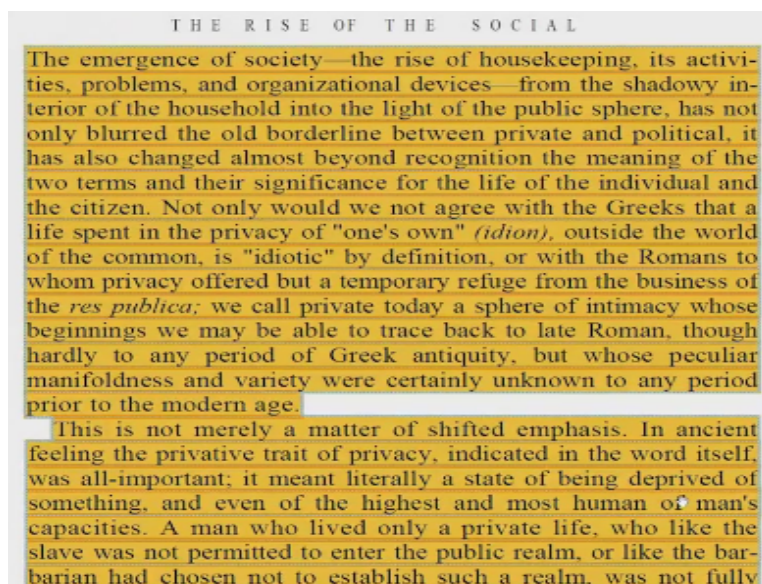 THE RISE OF THE SOCIAL
The emergence of society—the rise of housekeeping, its activi-
ties, problems, and organizational devices—from the shadowy in-
terior of the household into the light of the public sphere, has not
only blurred the old borderline between private and political, it
has also changed almost beyond recognition the meaning of the
two terms and their significance for the life of the individual and
the citizen. Not only would we not agree with the Greeks that a
life spent in the privacy of "one's own" (idion), outside the world
of the common, is "idiotic" by definition, or with the Romans to
whom privacy offered but a temporary refuge from the business of
the res publica; we call private today a sphere of intimacy whose
beginnings we may be able to trace back to late Roman, though
hardly to any period of Greek antiquity, but whose peculiar
manifoldness and variety were certainly unknown to any period
prior to the modern age.
This is not merely a matter of shifted emphasis. In ancient
feeling the privative trait of privacy, indicated in the word itself,
was all-important; it meant literally a state of being deprived of
something, and even of the highest and most human of man's
capacities. A man who lived only a private life, who like the
slave was not permitted to enter the public realm, or like the bar-
barian had chosen not to establish such a realm, was not fully